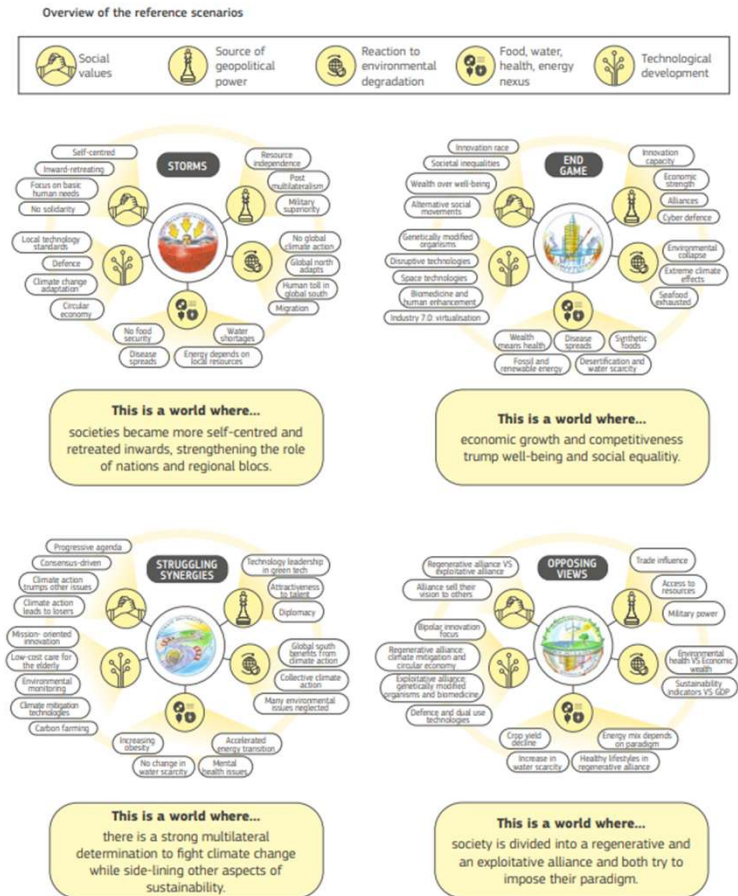 Overview of the reference scenarios
Social
values
Source of
geopolitical
power
Reaction to
environmental
degradation
Food, water,
health, energy
nexus
Technological
development
STORMS
Self-centred
Inward-retreating
Focus on basic
human needs
No solidarity
Resource
independence
Post
multilateralism
Military
superiority
Local technology
standards
Defence
Climate change
adaptation
Circular
economy
No global
climate action
Global north
adapts
Human toll in
global south
Migration
No food
security
Water
shortages
Disease
spreads
Energy depends on
local resources
This is a world where...
societies became more self-centred and
retreated inwards, strengthening the role
of nations and regional blocs.
END
GAME
Innovation race
Societal inequalities
Wealth over well-being
Alternative social
movements
Innovation
capacity
Economic
strength
Alliances
Cyber defence
Genetically modified
organisms
Disruptive technologies
Space technologies
Biomedicine and
human enhancement
Industry 7.0: virtualisation
Environmental
collapse
Extreme climate
effects
Seafood
exhausted
Wealth
means health
Disease
spreads
Synthetic
foods
Fossil and
renewable energy
Desertification and
water scarcity
This is a world where...
economic growth and competitiveness
trump well-being and social equalitiy.
STRUGGLING
SYNERGIES
Progressive agenda
Consensus-driven
Climate action
trumps other issues
Climate action
leads to losers
Technology leadership
in green tech
Attractiveness
to talent
Diplomacy
Mission- oriented
innovation
Low-cost care for
the elderly
Environmental
monitoring
Climate mitigation
technologies
Carbon farming
Global south
benefits from
climate action
Collective climate
action
Many environmental
issues neglected
Increasing
obesity
Accelerated
energy transition
No change in
water scarcity
Mental
health issues
This is a world where...
there is a strong multilateral
determination to fight climate change
while side-lining other aspects of
sustainability.
OPPOSING
VIEWS
Regenerative alliance VS
exploitative alliance
Alliance sell their
vision to others
Trade influence
Access to
resources
Military power
Bipolar innovation
focus
Regenerative alliance:
climate mitigation and
circular economy
Exploitative alliance:
genetically modified
organisms and biomedicine
Defence and dual use
technologies
Environmental
health VS Economic
wealth
Sustainability
indicators VS GDP
Crop yield
decline
Energy mix depends
on paradigm
Increase in
water scarcity
Healthy lifestyles in
regenerative alliance
This is a world where...
society is divided into a regenerative and
an exploitative alliance and both try to
impose their paradigm.